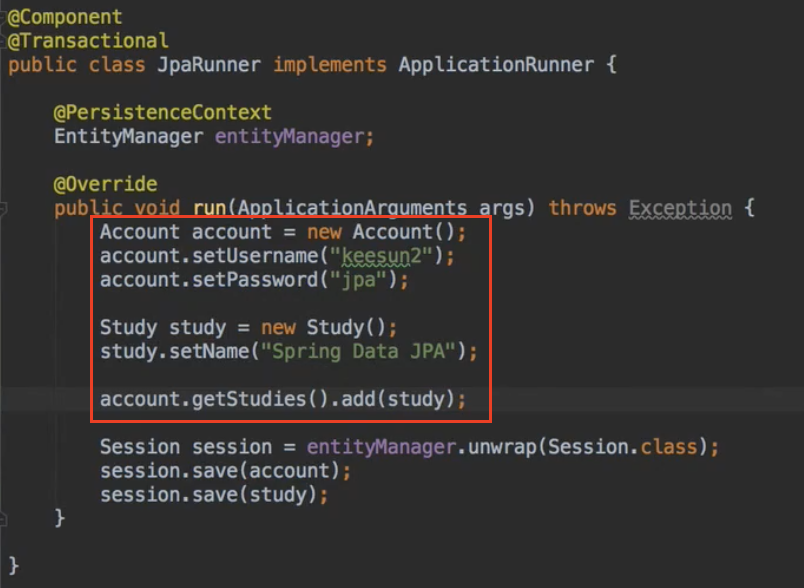 @Component
@Transactional
public class JpaRunner implements ApplicationRunner {
@PersistenceContext
EntityManager entityManager;
@Override
public void run(ApplicationArguments args) throws Exception {
Account account = new Account();
account.setUsername("keesun2");
account.setPassword("jpa");
Study study = new Study();
study.setName("Spring Data JPA");
account.getStudies().add(study);
Session session = entityManager.unwrap(Session.class);
session.save(account);
session.save(study);
}
}